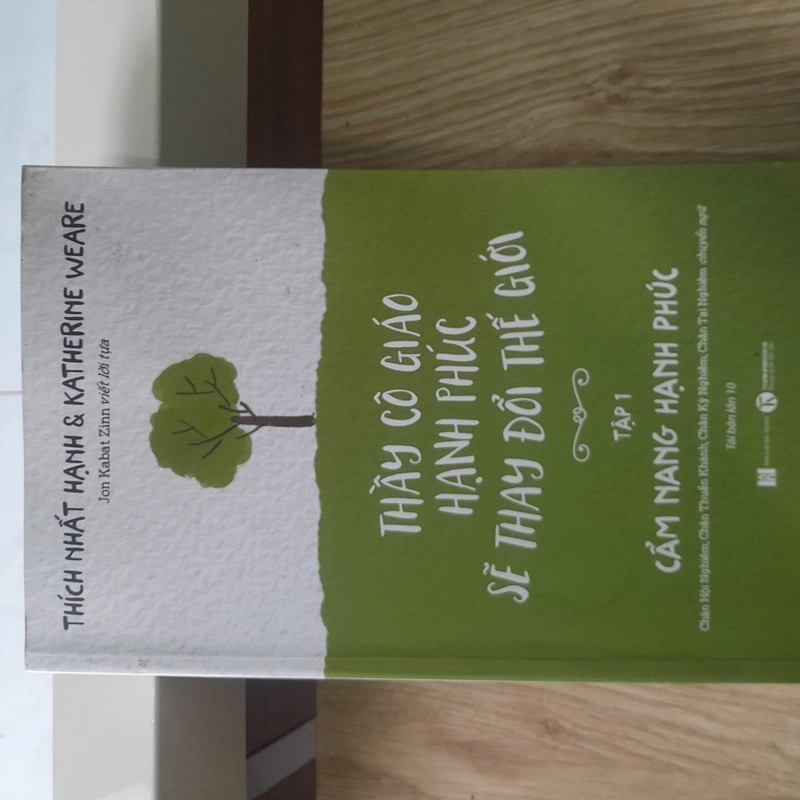 THÍCH NHẤT HẠNH & KATHERINE WEARE
Jon Kabat Zinn viết lời tựa
THẦY CÔ GIÁO
HẠNH PHÚC
SẼ THAY ĐỔI THẾ GIỚI
TẬP 1
CẨM NANG HẠNH PHÚC
Chân Hội Nghiêm, Chân Thuần Khánh, Chân Kỳ Nghiêm, Chân Tại Nghiêm chuyển ngữ
Tái bản lần 10